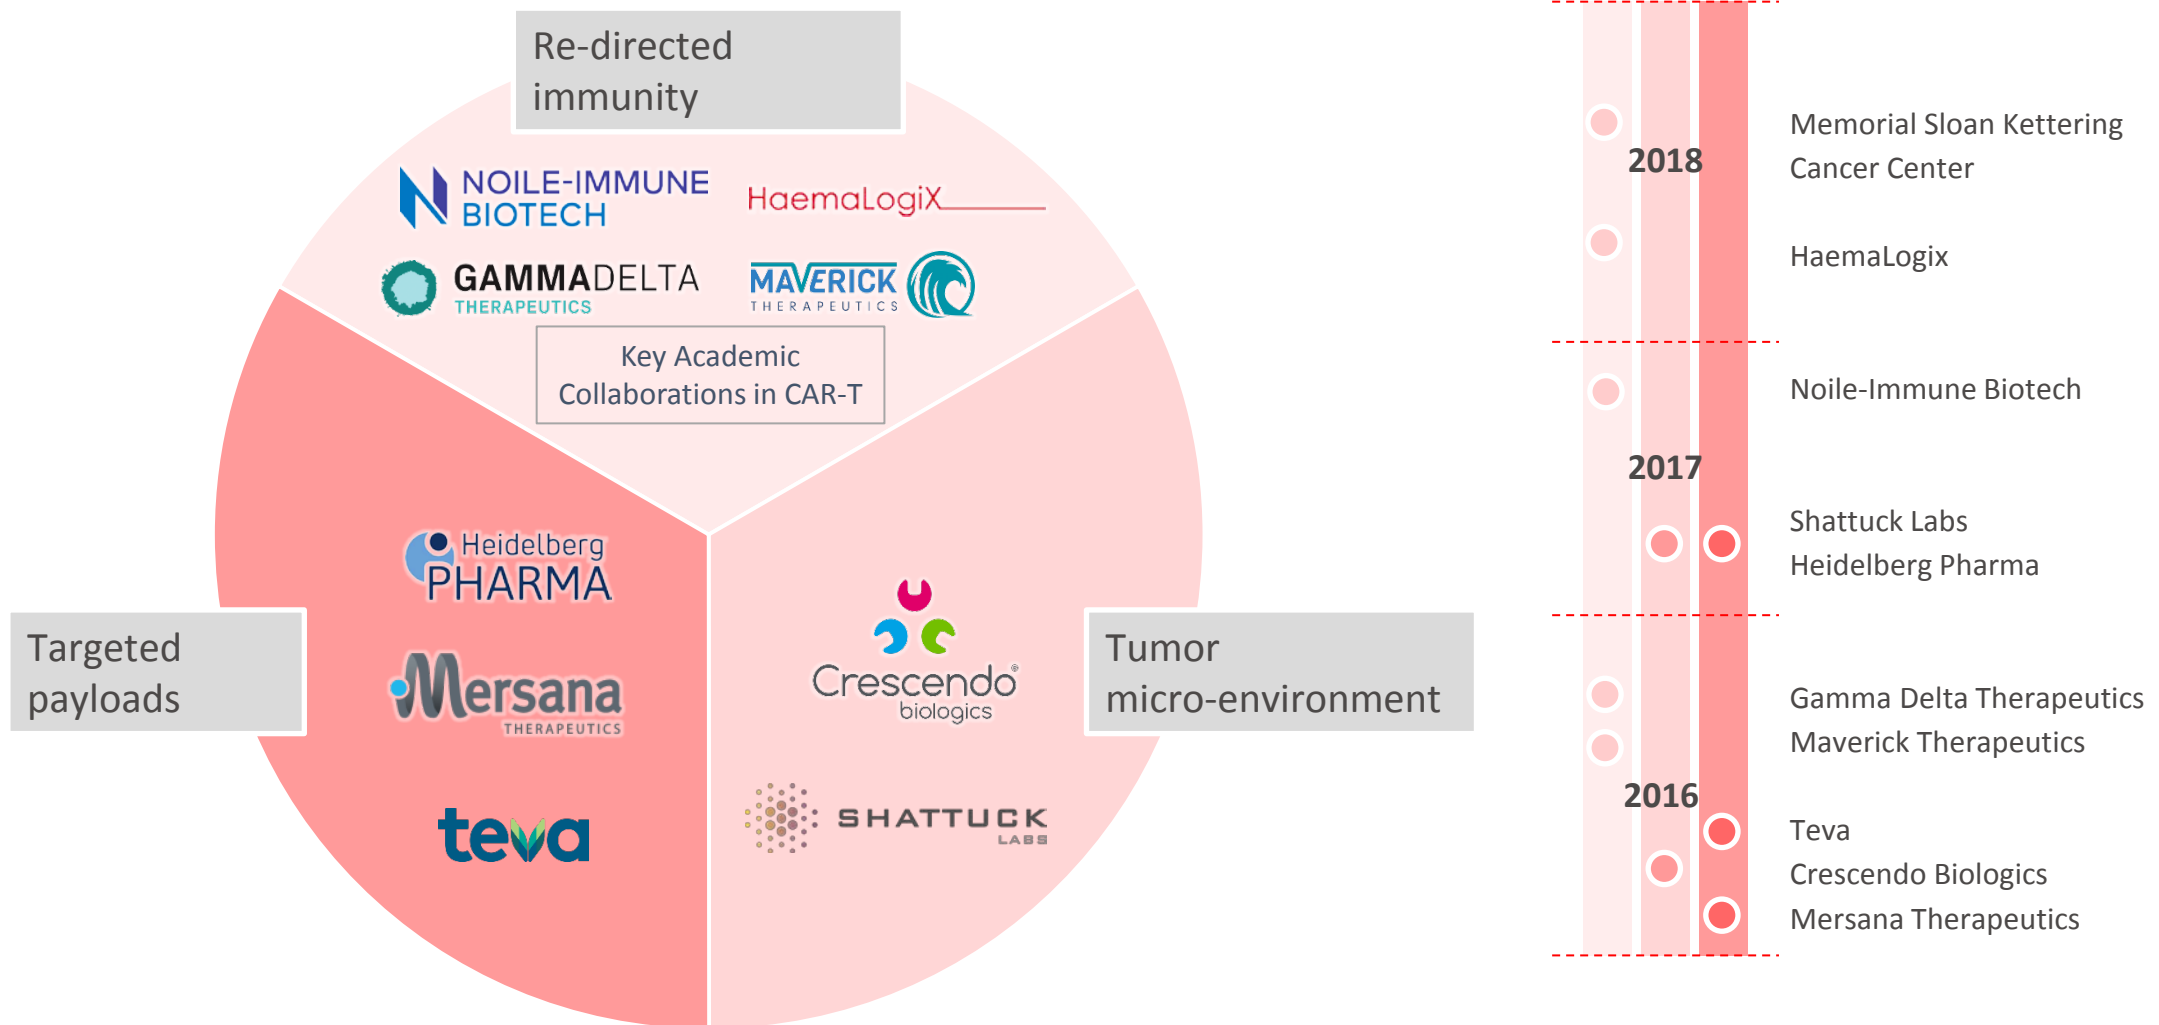 Re-directed
immunity
NOILE-IMMUNE
BIOTECH
HaemaLogiX
GAMMADELTA
THERAPEUTICS
MAVERICK
THERAPEUTICS
Key Academic
Collaborations in CAR-T
Targeted
payloads
Heidelberg
PHARMA
Mersana
THERAPEUTICS
teva
Crescendo®
biologics
SHATTUCK
LABS
Tumor
micro-environment
2018
Memorial Sloan Kettering
Cancer Center
HaemaLogix
2017
Noile-Immune Biotech
Shattuck Labs
Heidelberg Pharma
2016
Gamma Delta Therapeutics
Maverick Therapeutics
Teva
Crescendo Biologics
Mersana Therapeutics